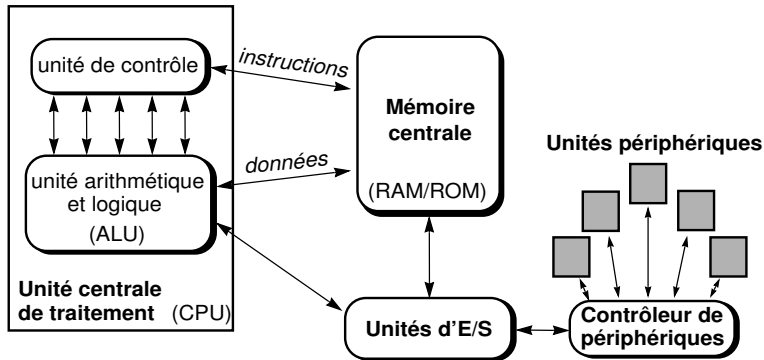 unité de contrôle
instructions
Mémoire
centrale
(RAM/ROM)
données
unité arithmétique
et logique
(ALU)
Unité centrale
de traitement (CPU)
Unités périphériques
Unités d'E/S
Contrôleur de
périphériques